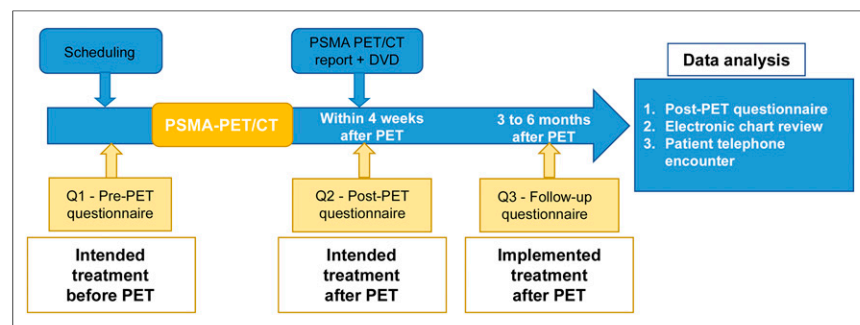 Scheduling
PSMA PET/CT
report + DVD
Data analysis
PSMA-PET/CT
Within 4 weeks
after PET
3 to 6 months
after PET
1. Post-PET questionnaire
2. Electronic chart review
3. Patient telephone
encounter
Q1 - Pre-PET
questionnaire
Q2 - Post-PET
questionnaire
Q3 - Follow-up
questionnaire
Intended
treatment
before PET
Intended
treatment
after PET
Implemented
treatment
after PET